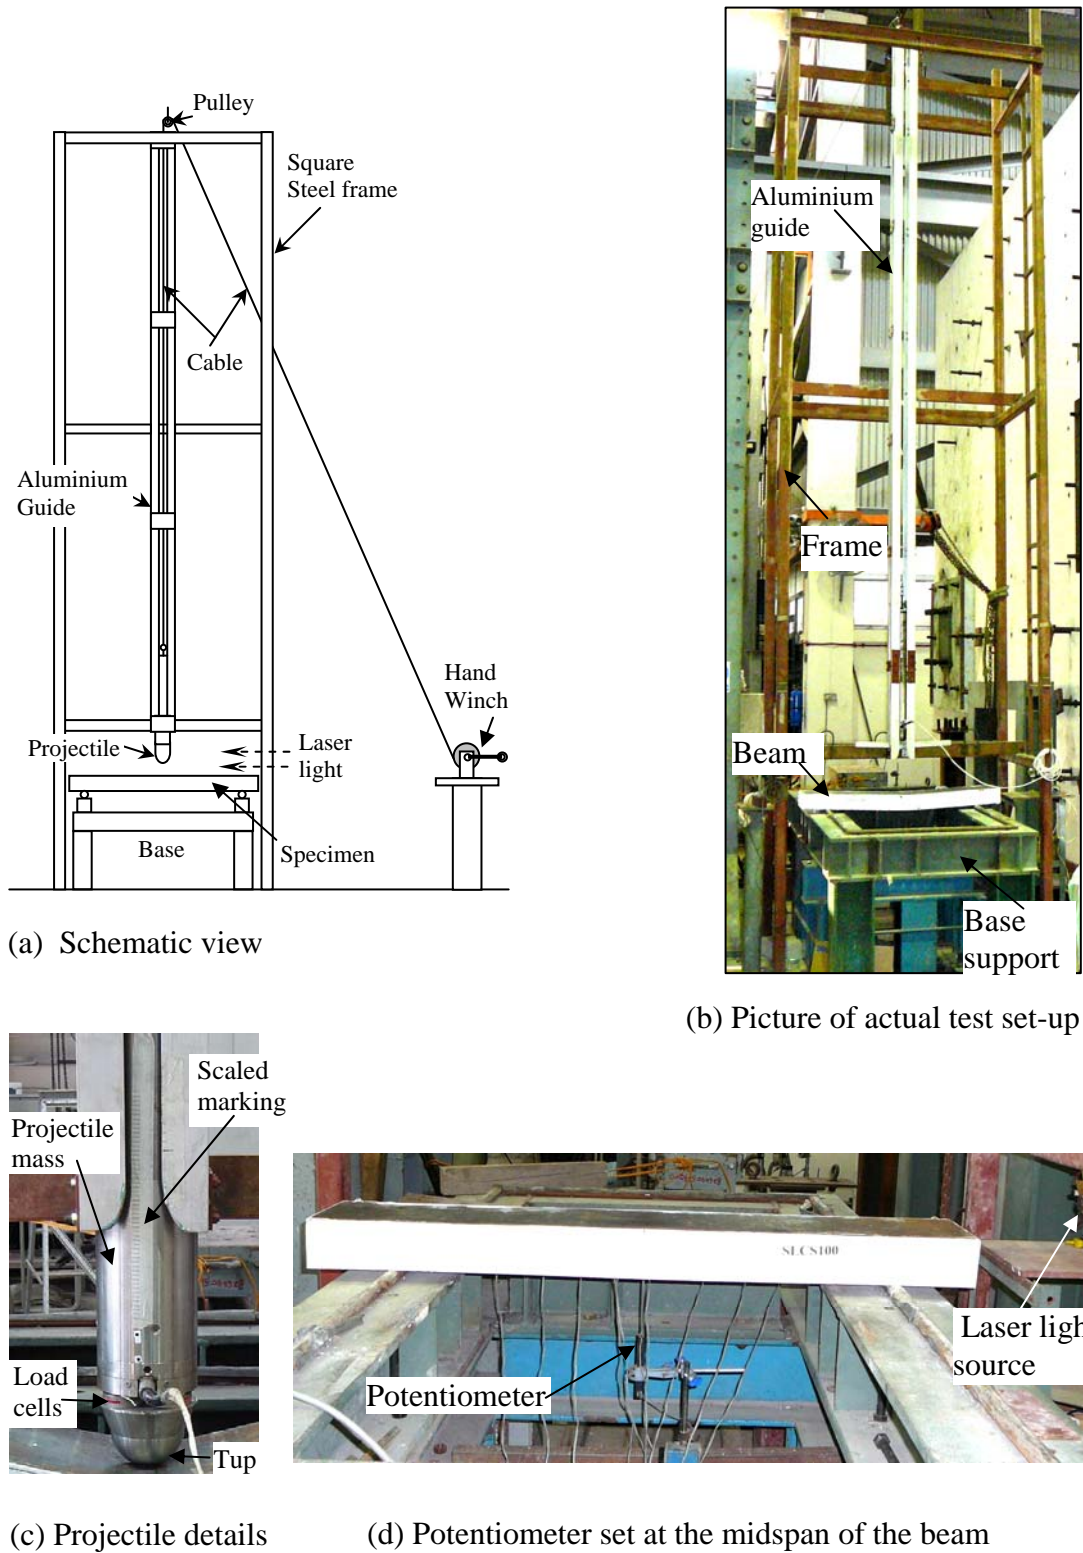 Pulley
Square
Steel frame
Cable
Aluminium
Guide
Hand
Winch
Projectile
Laser
light
Base
Specimen
(a) Schematic view
Aluminium
guide
Frame
Beam
Base
support
(b) Picture of actual test set-up
Scaled
marking
Projectile
mass
Load
cells
Tup
(c) Projectile details
SLCS100
Potentiometer
Laser ligh
source
(d) Potentiometer set at the midspan of the beam